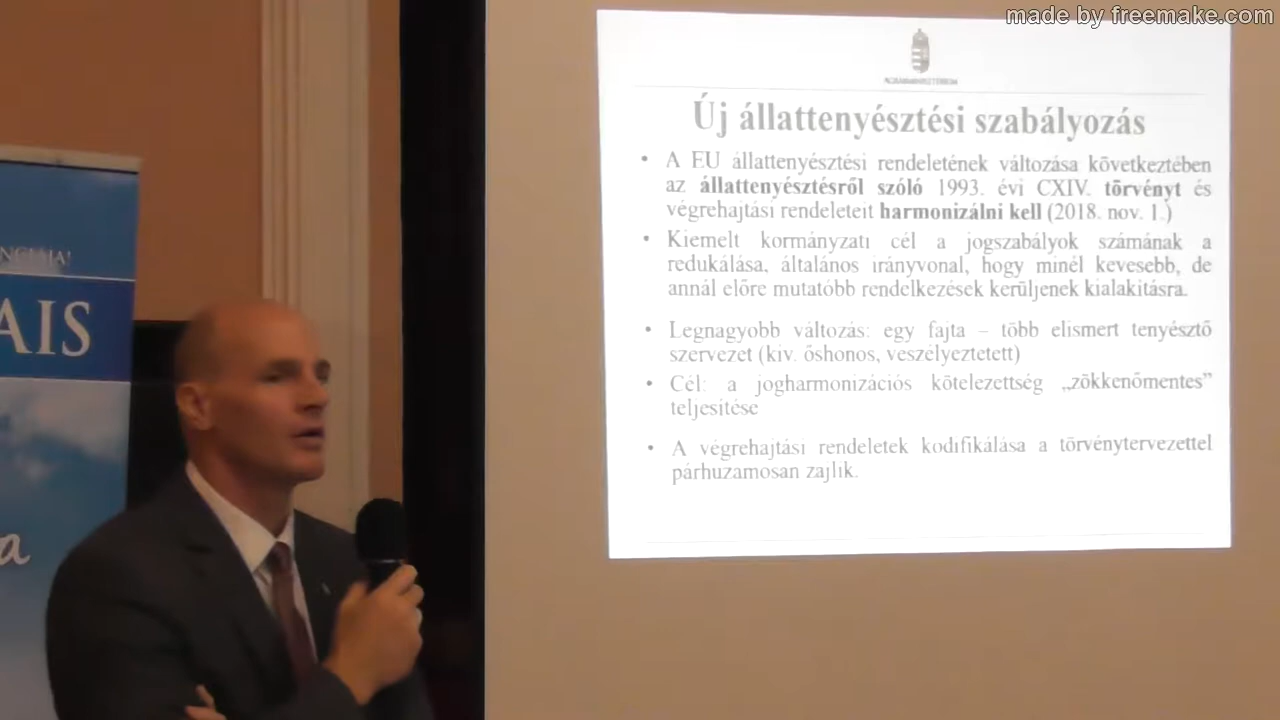 made by freemake.com
AGRÁRMINISZTÉRIUM
Új állattenyésztési szabályozás
• A EU állattenyésztési rendeletének változása következtében
az állattenyésztésről szóló 1993. évi CXIV. törvényt és
végrehajtási rendeleteit harmonizálni kell (2018. nov. 1.)
• Kiemelt kormányzati cél a jogszabályok számának a
redukálása, általános irányvonal, hogy minél kevesebb, de
annál előre mutatóbb rendelkezések kerüljenek kialakításra.
• Legnagyobb változás: egy fajta – több elismert tenyésztő
szervezet (kiv. őshonos, veszélyeztetett)
• Cél: a jogharmonizációs kötelezettség „zökkenőmentes”
teljesítése
• A végrehajtási rendeletek kodifikálása a törvénytervezettel
párhuzamosan zajlik.
AIS
a